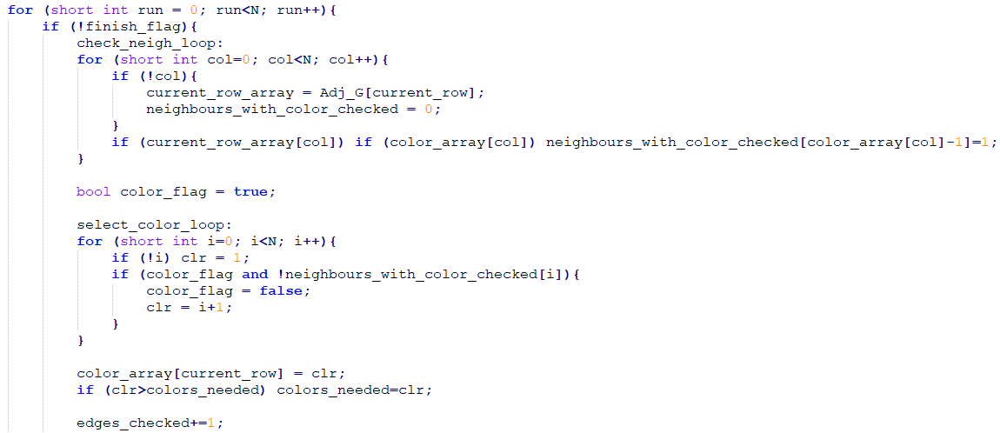 for (short int run = 0; run<N; run++){
if (!finish_flag){
check_neigh_loop:
for (short int col=0; col<N; col++){
if (!col){
current_row_array = Adj_G[current_row];
neighbours_with_color_checked = 0;
}
if (current_row_array[col]) if (color_array[col]) neighbours_with_color_checked[color_array[col]-1]=1;
}
bool color_flag = true;
select_color_loop:
for (short int i=0; i<N; i++){
if (!i) clr = 1;
if (color_flag and !neighbours_with_color_checked[i]){
color_flag = false;
clr = i+1;
}
}
color_array[current_row] = clr;
if (clr>colors_needed) colors_needed=clr;
edges_checked+=1;